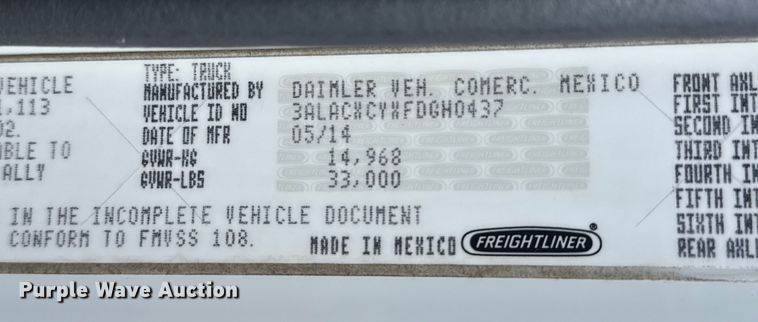 TYPE: TRUCK
VEHICLE MANUFACTURED BY DAIMLER VEH. COMERC. MEXICO FRONT AXL
1,113 VEHICLE ID NO 3ALACXCYXFDGH0437 FIRST INT
02. DATE OF MFR 05/14 SECOND IN
ABLE TO GVWR-KG 14,968 THIRD INT
ALLY GVWR-LBS 33,000 FOURTH IN
FIFTH INT
IN THE INCOMPLETE VEHICLE DOCUMENT SIXTH INT
CONFORM TO FMVSS 108. MADE IN MEXICO FREIGHTLINER® REAR AXL
Purple Wave Auction